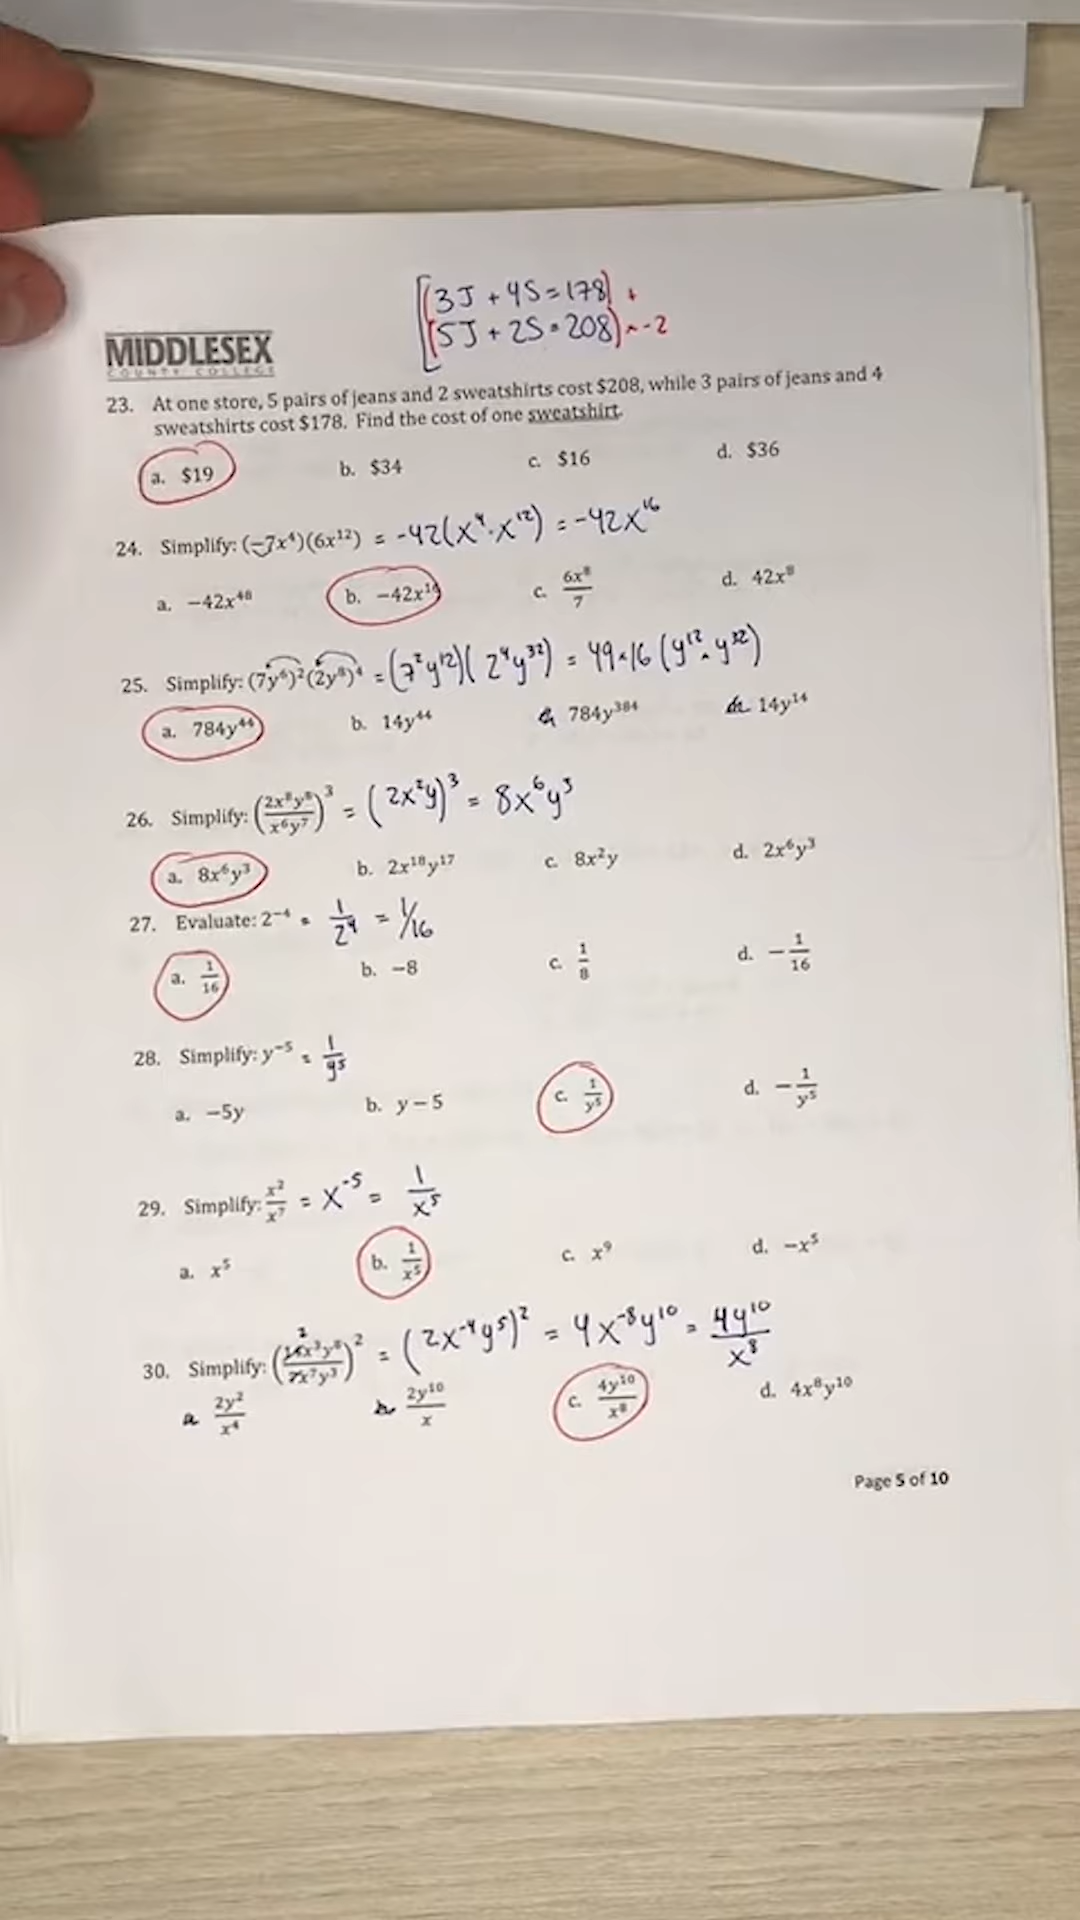 3J + 4S = 178) +
(5J + 2S = 208) × -2
MIDDLESEX
COUNTY COLLEGE
23. At one store, 5 pairs of jeans and 2 sweatshirts cost $208, while 3 pairs of jeans and 4
sweatshirts cost $178. Find the cost of one sweatshirt.
a. $19 b. $34 c. $16 d. $36
24. Simplify: (−7x⁴)(6x¹²) = -42(x⁴·x¹²) = -42x¹⁶
a. −42x⁴⁸ b. −42x¹⁶ c. 6x⁸/7 d. 42x⁸
25. Simplify: (7y⁶)²(2y⁸)⁴ = (7²y¹²)(2⁴y³²) = 49×16 (y¹²·y³²)
a. 784y⁴⁴ b. 14y⁴⁴ 784y³⁸⁴ 14y¹⁴
26. Simplify: (2x⁸y⁸/x⁶y⁷)³ = (2x²y)³ = 8x⁶y³
a. 8x⁶y³ b. 2x¹⁸y¹⁷ c. 8x²y d. 2x⁶y³
27. Evaluate: 2⁻⁴ = 1/2⁴ = 1/16
a. 1/16 b. −8 c. 1/8 d. −1/16
28. Simplify: y⁻⁵ = 1/y⁵
a. −5y b. y − 5 c. 1/y⁵ d. −1/y⁵
29. Simplify: x²/x⁷ = x⁻⁵ = 1/x⁵
a. x⁵ b. 1/x⁵ c. x⁹ d. −x⁵
30. Simplify: (14x³y⁸/7x⁷y³)² = (2x⁻⁴y⁵)² = 4x⁻⁸y¹⁰ = 4y¹⁰/x⁸
2y²/x⁴ 2y¹⁰/x c. 4y¹⁰/x⁸ d. 4x⁸y¹⁰
Page 5 of 10